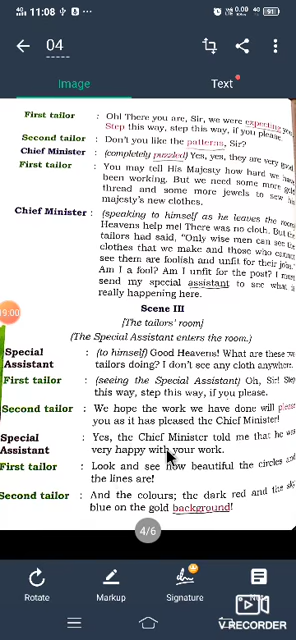 11:08
0.00
91
04
Image
Text
First tailor : Oh! There you are, Sir, we were expecting you.
Step this way, step this way, if you please.
Second tailor : Don't you like the patterns, Sir?
Chief Minister : (completely puzzled) Yes, yes, they are very good.
First tailor : You may tell His Majesty how hard we have
been working. But we need some more gold
thread and some more jewels to sew his
majesty's new clothes.
Chief Minister : (speaking to himself as he leaves the room)
Heavens help me! There was no cloth. But the
tailors had said, "Only wise men can see the
clothes that we make and those who cannot
see them are foolish and unfit for their jobs."
Am I a fool? Am I unfit for the post? I must
send my special assistant to see what is
really happening here.
19:00
Scene III
[The tailors' room]
(The Special Assistant enters the room.)
Special Assistant : (to himself) Good Heavens! What are these two
tailors doing? I don't see any cloth anywhere.
First tailor : (seeing the Special Assistant) Oh, Sir! Step
this way, step this way, if you please.
Second tailor : We hope the work we have done will please
you as it has pleased the Chief Minister!
Special Assistant : Yes, the Chief Minister told me that he was
very happy with your work.
First tailor : Look and see how beautiful the circles and
the lines are!
Second tailor : And the colours; the dark red and the sky
blue on the gold background!
4/6
Rotate
Markup
Signature
Note
V RECORDER